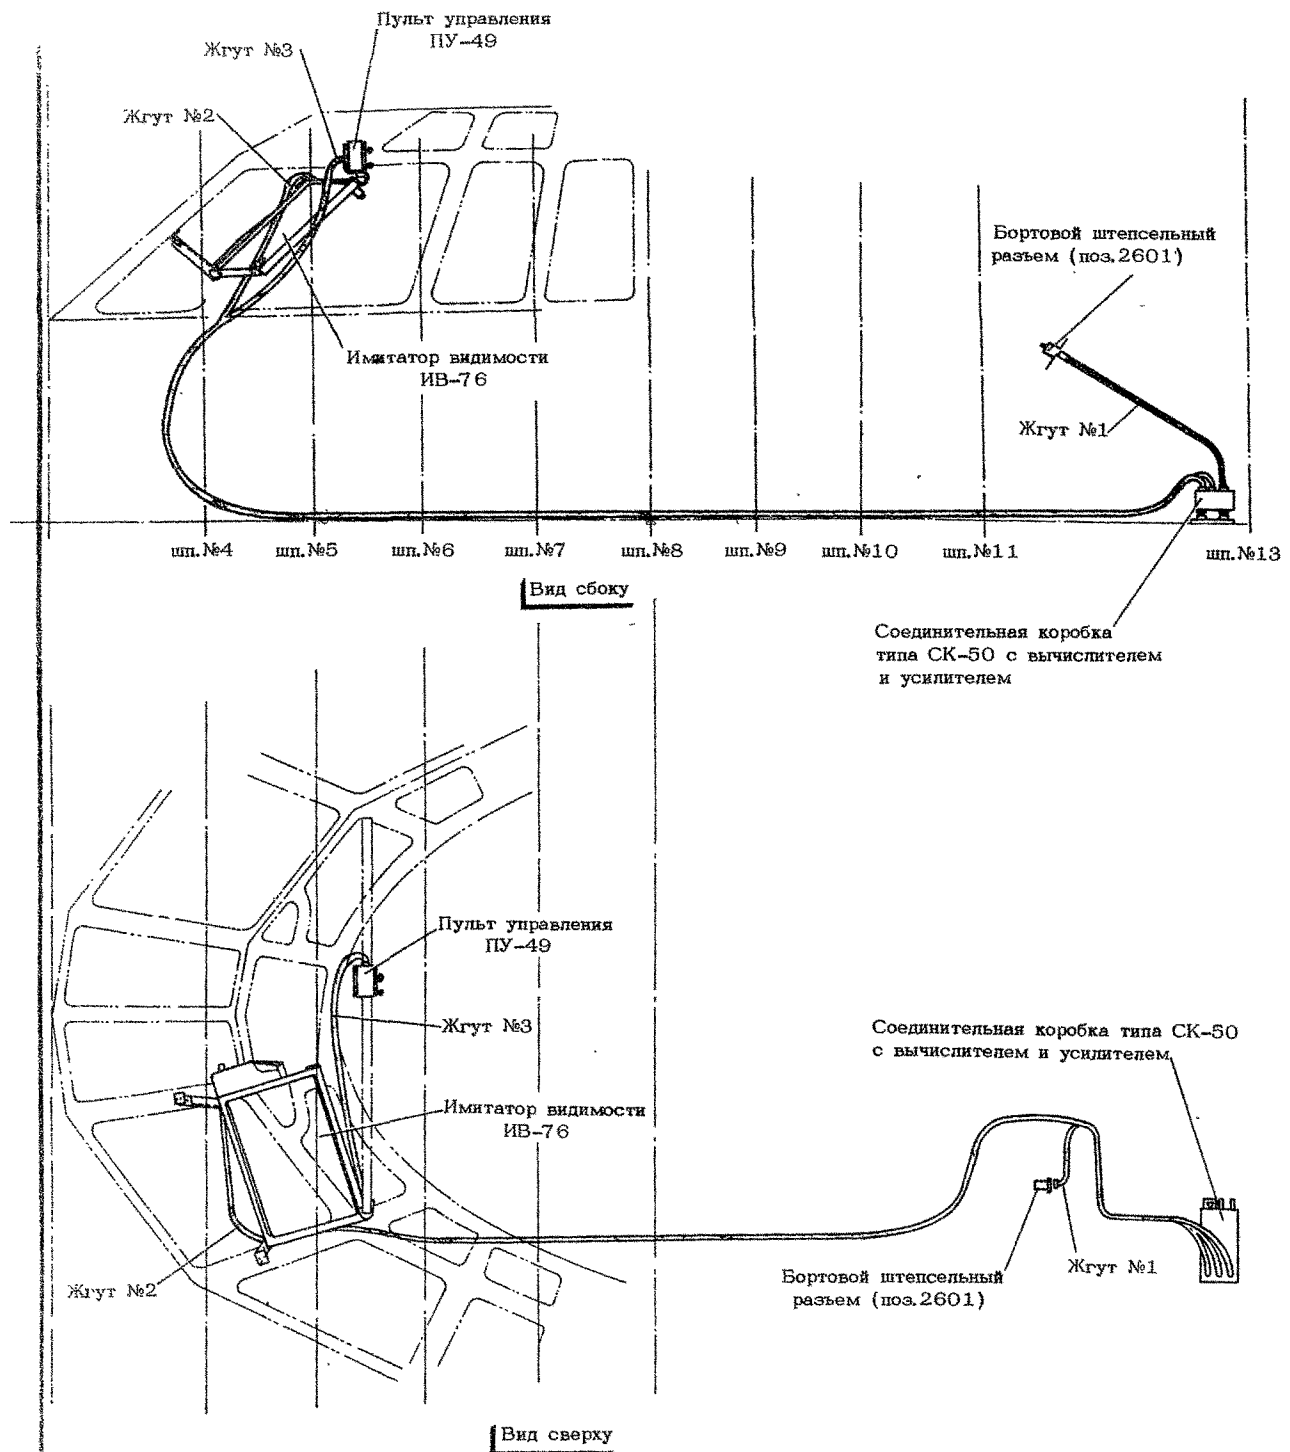 Пульт управления
ПУ-49
Жгут №3
Жгут №2
Бортовой штепсельный
разъем (поз.2601)
Имитатор видимости
ИВ-76
Жгут №1
шп.№4
шп.№5
шп.№6
шп.№7
шп.№8
шп.№9
шп.№10
шп.№11
шп.№13
Вид сбоку
Соединительная коробка
типа СК-50 с вычислителем
и усилителем
Пульт управления
ПУ-49
Жгут №3
Соединительная коробка типа СК-50
с вычислителем и усилителем
Имитатор видимости
ИВ-76
Жгут №2
Бортовой штепсельный
разъем (поз.2601)
Жгут №1
Вид сверху